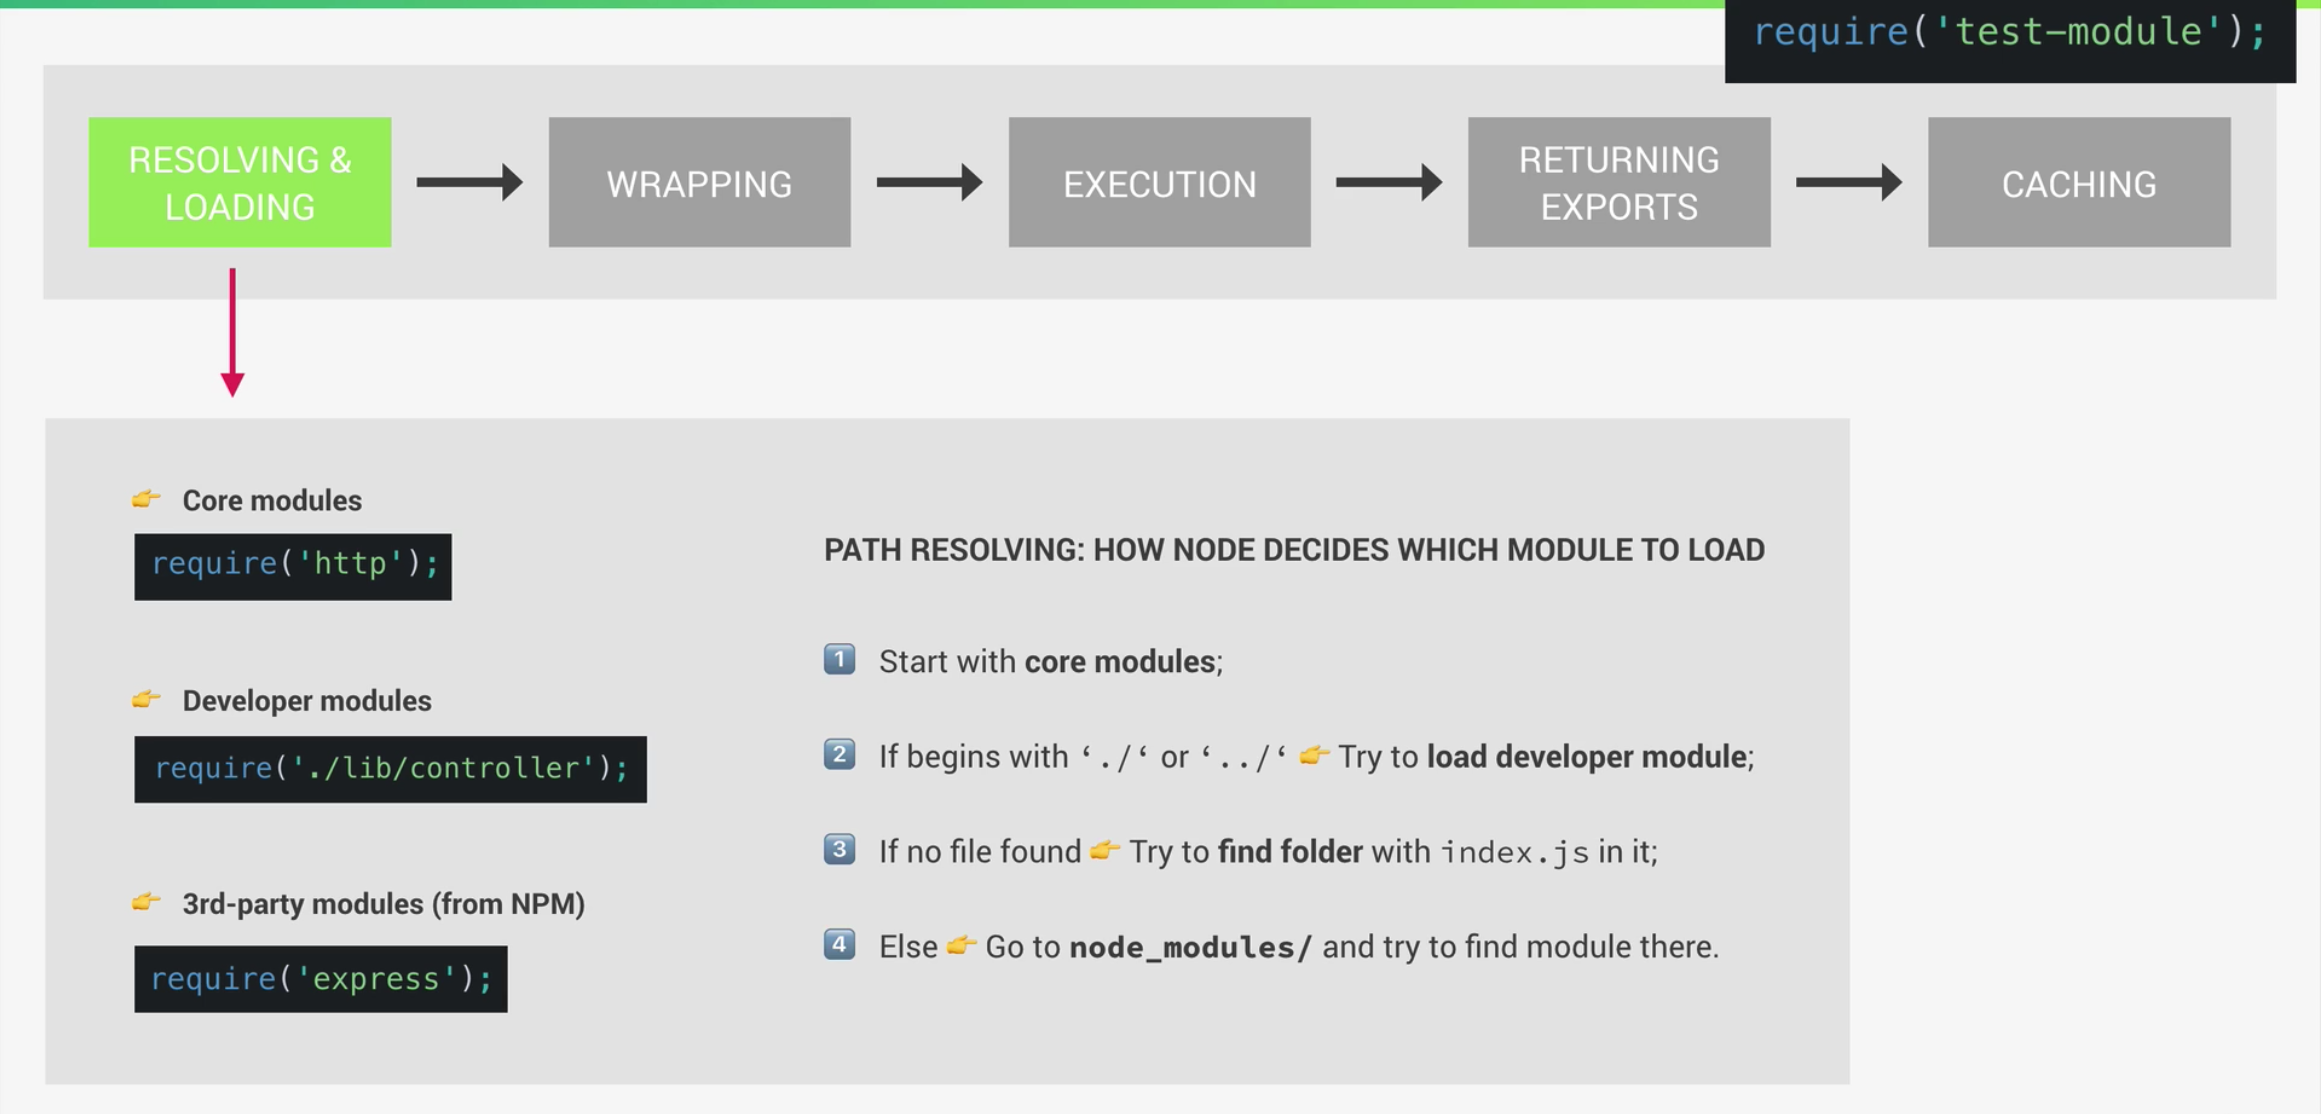 require('test-module');
RESOLVING &
LOADING
WRAPPING
EXECUTION
RETURNING
EXPORTS
CACHING
👉 Core modules
require('http');
👉 Developer modules
require('./lib/controller');
👉 3rd-party modules (from NPM)
require('express');
PATH RESOLVING: HOW NODE DECIDES WHICH MODULE TO LOAD
1 Start with core modules;
2 If begins with ‘./‘ or ‘../‘ 👉 Try to load developer module;
3 If no file found 👉 Try to find folder with index.js in it;
4 Else 👉 Go to node_modules/ and try to find module there.